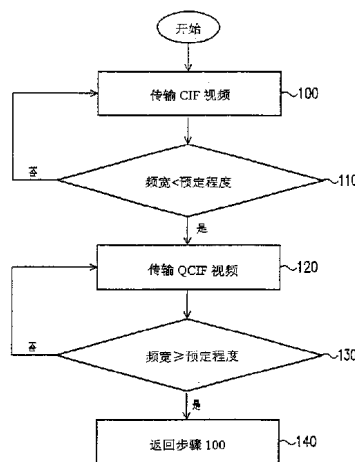 开始
传输 CIF 视频
100
频宽<预定程度
110
否
是
传输 QCIF 视频
120
频宽≥预定程度
130
否
是
返回步骤 100
140